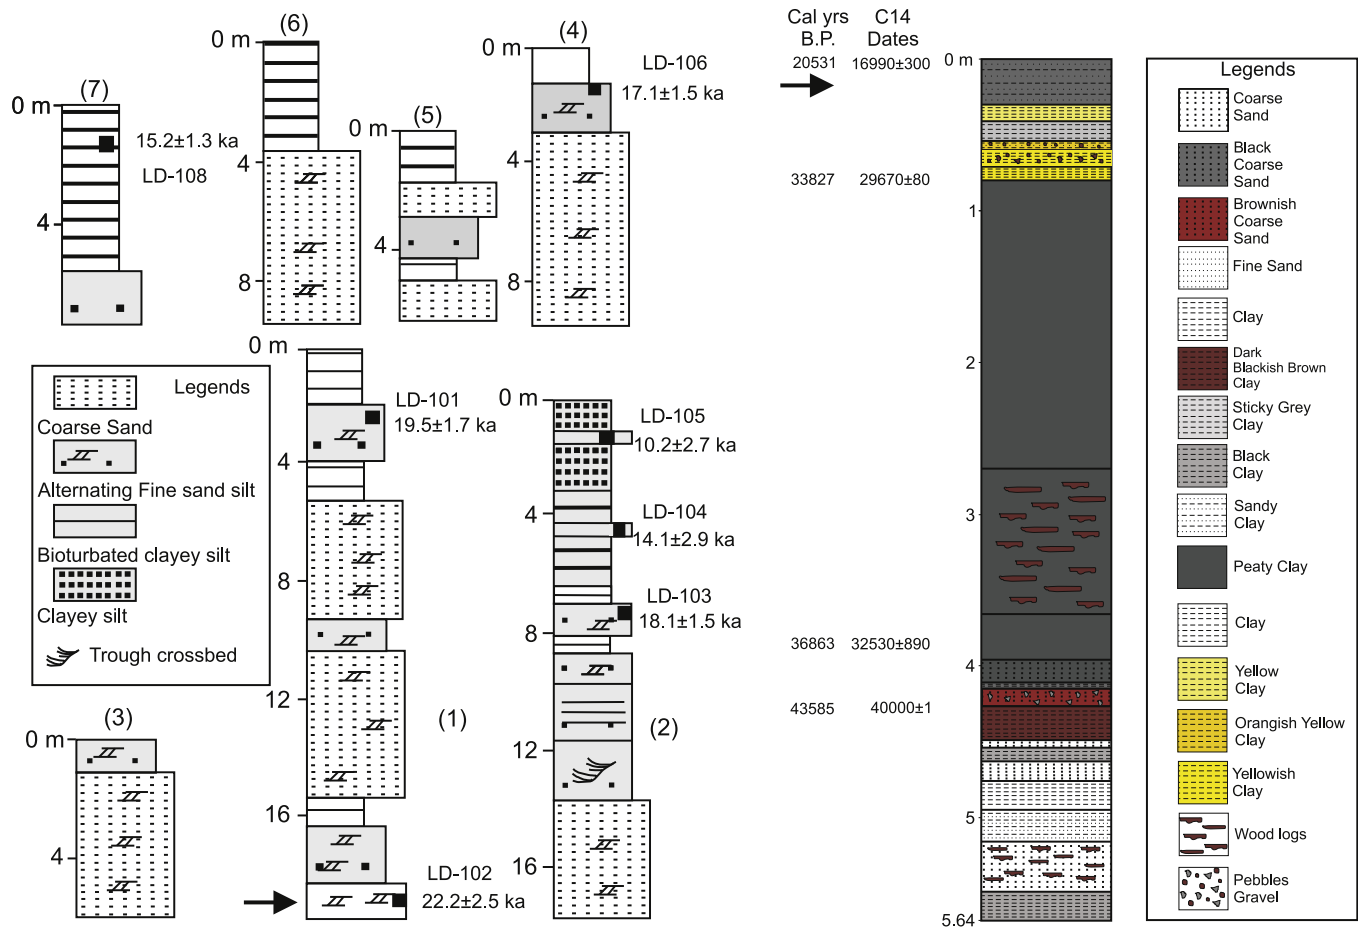 (7)
0 m
15.2±1.3 ka
LD-108
4
(6)
0 m
4
8
(5)
0 m
4
(4)
0 m
LD-106
17.1±1.5 ka
4
8
Legends
Coarse Sand
Alternating Fine sand silt
Bioturbated clayey silt
Clayey silt
Trough crossbed
(3)
0 m
4
0 m
LD-101
19.5±1.7 ka
4
8
12
(1)
16
LD-102
22.2±2.5 ka
0 m
LD-105
10.2±2.7 ka
4
LD-104
14.1±2.9 ka
LD-103
18.1±1.5 ka
8
12
(2)
16
Cal yrs
B.P.
C14
Dates
20531 16990±300 0 m
33827 29670±80
1
2
3
36863 32530±890
4
43585 40000±1
5
5.64
Legends
Coarse
Sand
Black
Coarse
Sand
Brownish
Coarse
Sand
Fine Sand
Clay
Dark
Blackish Brown
Clay
Sticky Grey
Clay
Black
Clay
Sandy
Clay
Peaty Clay
Clay
Yellow
Clay
Orangish Yellow
Clay
Yellowish
Clay
Wood logs
Pebbles
Gravel